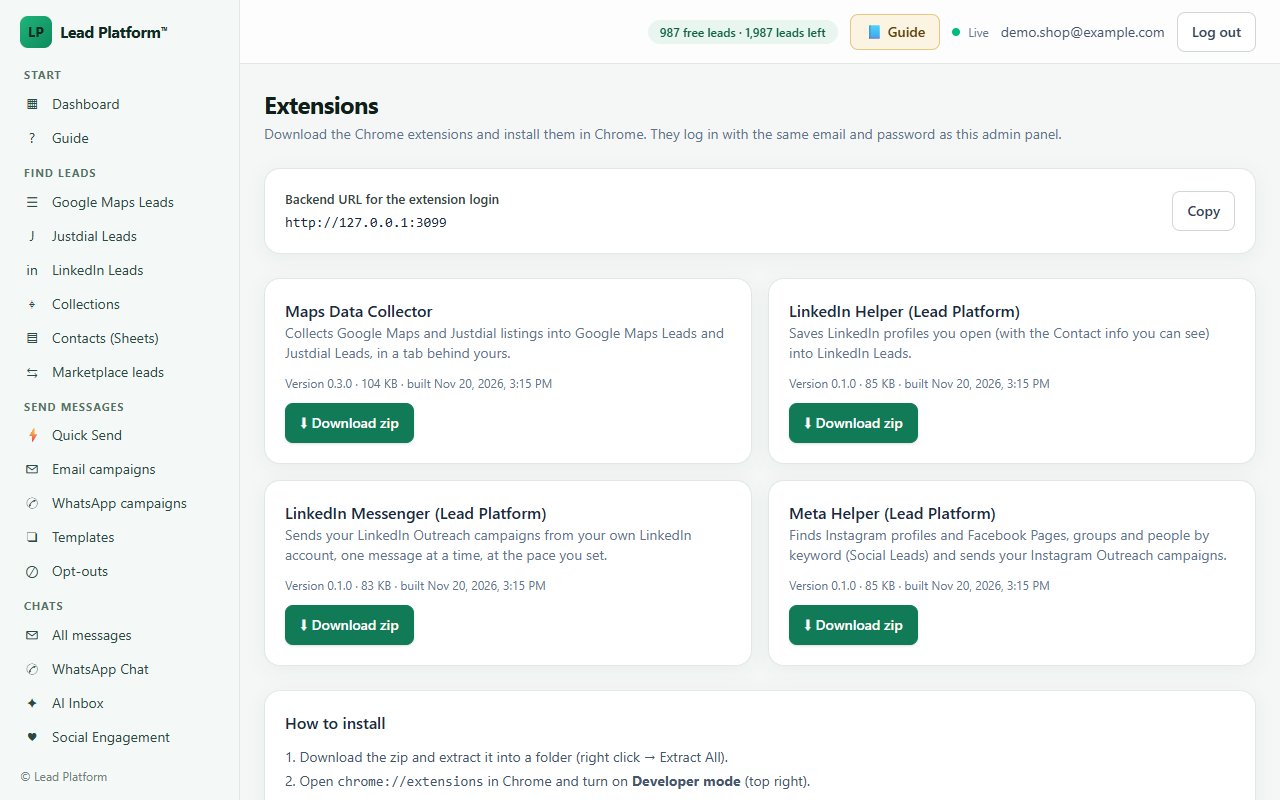 LP Lead Platform™
987 free leads · 1,987 leads left
Guide
Live
demo.shop@example.com
Log out
START
Dashboard
? Guide
FIND LEADS
Google Maps Leads
J Justdial Leads
in LinkedIn Leads
Collections
Contacts (Sheets)
Marketplace leads
SEND MESSAGES
Quick Send
Email campaigns
WhatsApp campaigns
Templates
Opt-outs
CHATS
All messages
WhatsApp Chat
AI Inbox
Social Engagement
© Lead Platform
Extensions
Download the Chrome extensions and install them in Chrome. They log in with the same email and password as this admin panel.
Backend URL for the extension login
http://127.0.0.1:3099
Copy
Maps Data Collector
Collects Google Maps and Justdial listings into Google Maps Leads and
Justdial Leads, in a tab behind yours.
Version 0.3.0 · 104 KB · built Nov 20, 2026, 3:15 PM
⬇ Download zip
LinkedIn Helper (Lead Platform)
Saves LinkedIn profiles you open (with the Contact info you can see)
into LinkedIn Leads.
Version 0.1.0 · 85 KB · built Nov 20, 2026, 3:15 PM
⬇ Download zip
LinkedIn Messenger (Lead Platform)
Sends your LinkedIn Outreach campaigns from your own LinkedIn
account, one message at a time, at the pace you set.
Version 0.1.0 · 83 KB · built Nov 20, 2026, 3:15 PM
⬇ Download zip
Meta Helper (Lead Platform)
Finds Instagram profiles and Facebook Pages, groups and people by
keyword (Social Leads) and sends your Instagram Outreach campaigns.
Version 0.1.0 · 85 KB · built Nov 20, 2026, 3:15 PM
⬇ Download zip
How to install
1. Download the zip and extract it into a folder (right click → Extract All).
2. Open chrome://extensions in Chrome and turn on Developer mode (top right).